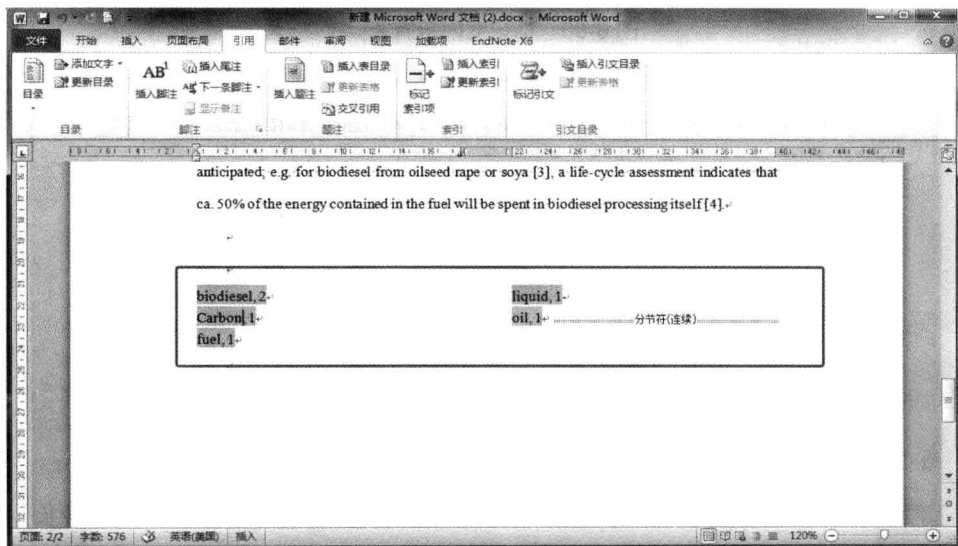 新建 Microsoft Word 文档 (2).docx - Microsoft Word
文件 开始 插入 页面布局 引用 邮件 审阅 视图 加载项 EndNote X6
目录
添加文字
更新目录
目录
AB¹
插入脚注
插入尾注
下一条脚注
显示备注
脚注
插入题注
插入表目录
更新表格
交叉引用
题注
标记
索引项
插入索引
更新索引
索引
标记引文
插入引文目录
更新表格
引文目录
anticipated; e.g. for biodiesel from oilseed rape or soya [3], a life-cycle assessment indicates that
ca. 50% of the energy contained in the fuel will be spent in biodiesel processing itself [4].
biodiesel, 2
Carbon, 1
fuel, 1
liquid, 1
oil, 1
分节符(连续)
页面: 2/2 字数: 576 英语(美国) 插入 120%